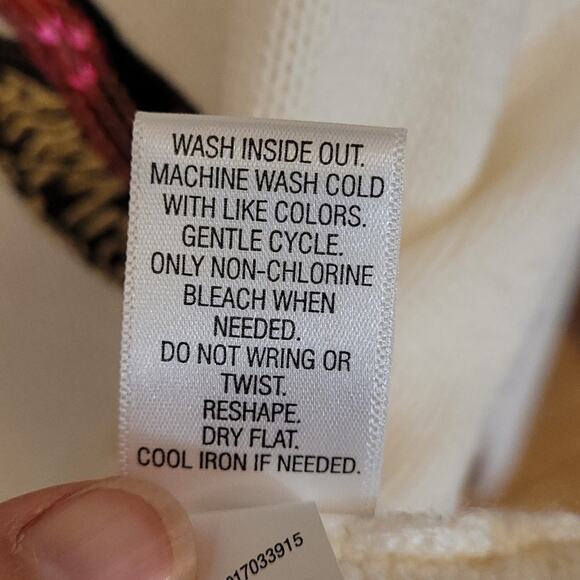 WASH INSIDE OUT.
MACHINE WASH COLD
WITH LIKE COLORS.
GENTLE CYCLE.
ONLY NON-CHLORINE
BLEACH WHEN
NEEDED.
DO NOT WRING OR
TWIST.
RESHAPE.
DRY FLAT.
COOL IRON IF NEEDED.
017033915